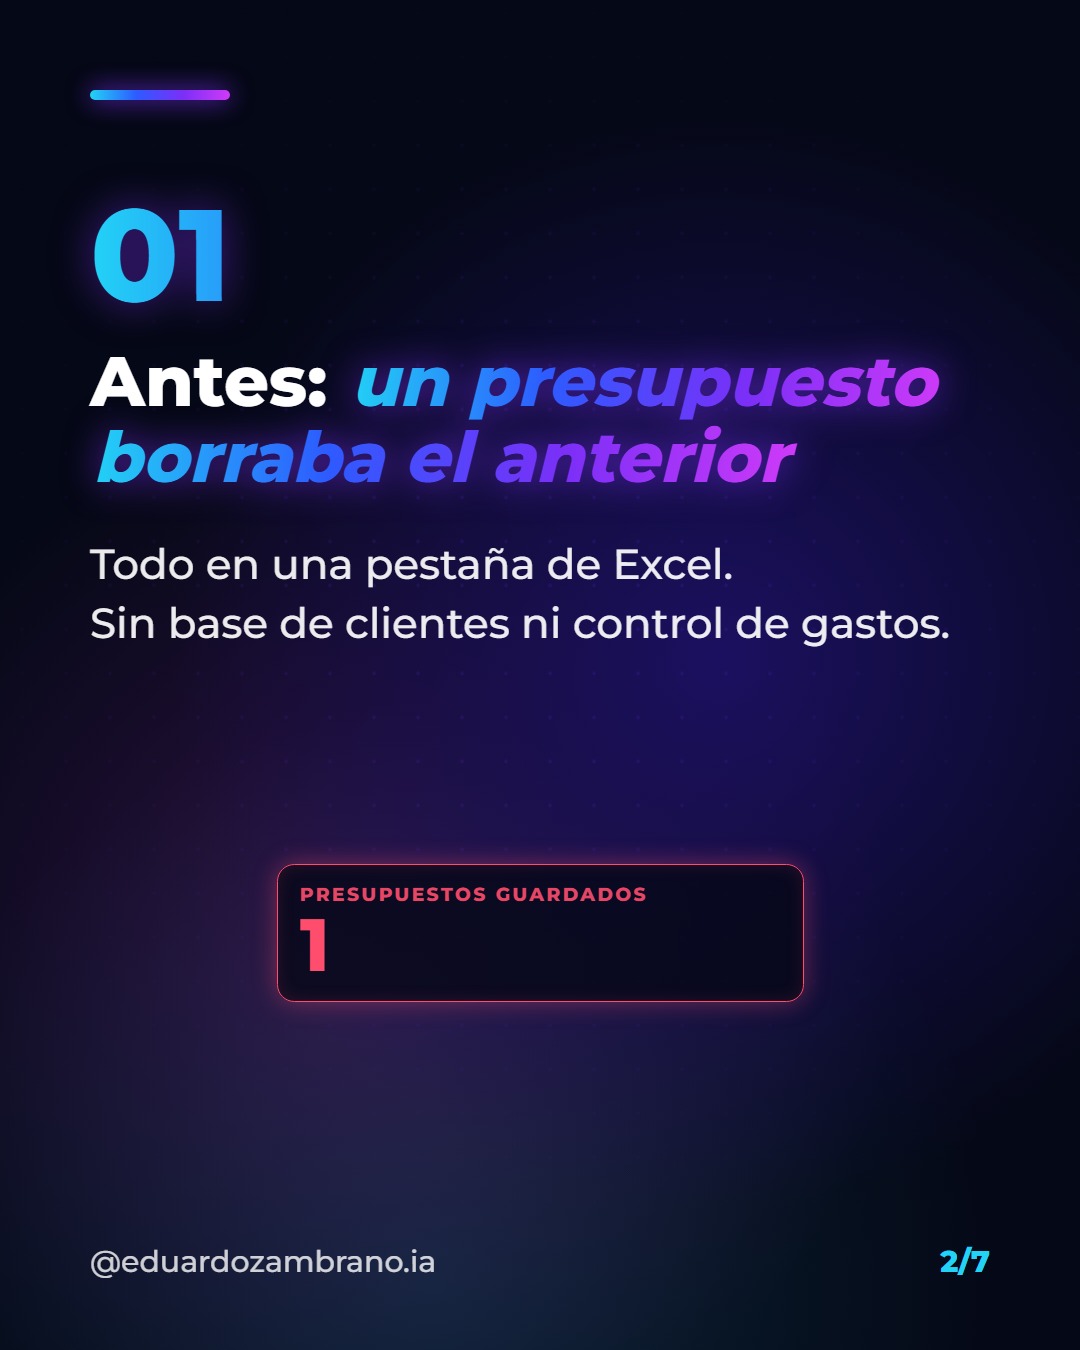 01
Antes: un presupuesto
borraba el anterior
Todo en una pestaña de Excel.
Sin base de clientes ni control de gastos.
PRESUPUESTOS GUARDADOS
1
@eduardozambrano.ia
2/7